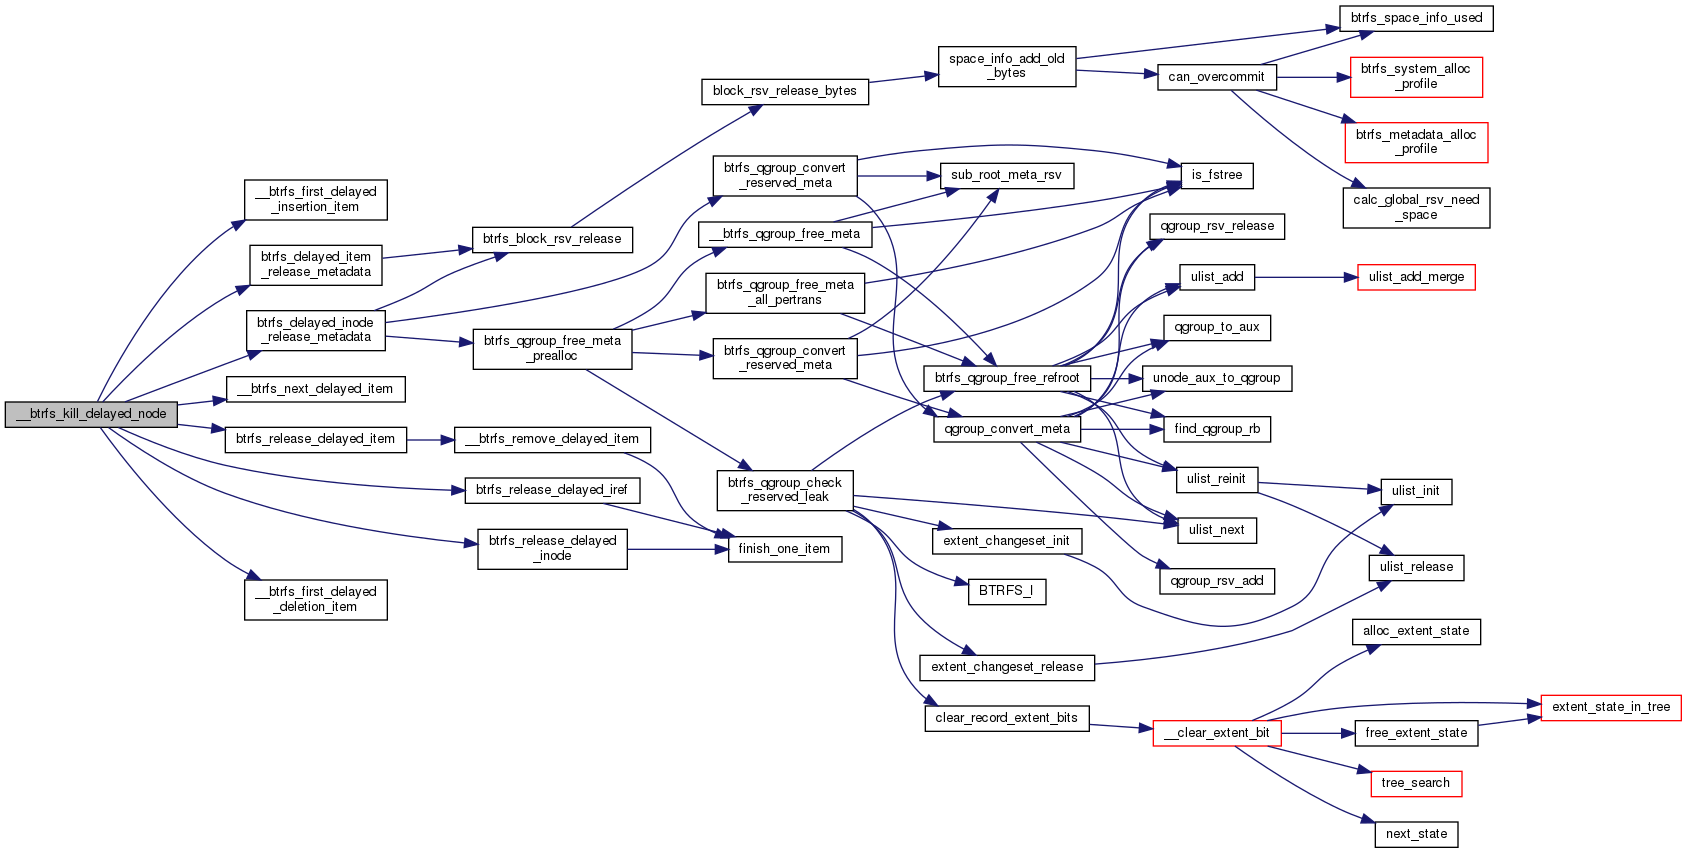 __btrfs_kill_delayed_node
__btrfs_first_delayed
_insertion_item
btrfs_delayed_item
_release_metadata
btrfs_delayed_inode
_release_metadata
__btrfs_next_delayed_item
btrfs_release_delayed_item
__btrfs_first_delayed
_deletion_item
btrfs_block_rsv_release
btrfs_qgroup_free_meta
_prealloc
__btrfs_remove_delayed_item
btrfs_release_delayed_iref
btrfs_release_delayed
_inode
block_rsv_release_bytes
btrfs_qgroup_convert
_reserved_meta
__btrfs_qgroup_free_meta
btrfs_qgroup_free_meta
_all_pertrans
btrfs_qgroup_convert
_reserved_meta
btrfs_qgroup_check
_reserved_leak
finish_one_item
space_info_add_old
_bytes
sub_root_meta_rsv
btrfs_qgroup_free_refroot
qgroup_convert_meta
extent_changeset_init
BTRFS_I
extent_changeset_release
clear_record_extent_bits
can_overcommit
is_fstree
qgroup_rsv_release
ulist_add
qgroup_to_aux
unode_aux_to_qgroup
find_qgroup_rb
ulist_reinit
ulist_next
qgroup_rsv_add
__clear_extent_bit
btrfs_space_info_used
btrfs_system_alloc
_profile
btrfs_metadata_alloc
_profile
calc_global_rsv_need
_space
ulist_add_merge
ulist_init
ulist_release
alloc_extent_state
free_extent_state
tree_search
next_state
extent_state_in_tree